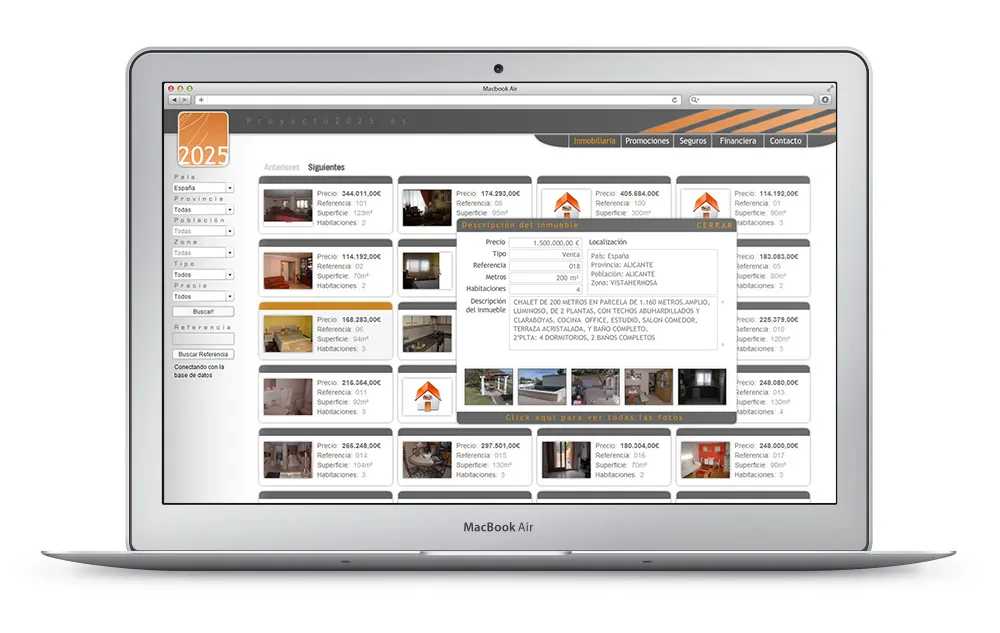 Macbook Air
Proyecto2025.es
2025
Inmobiliaria
Promociones
Seguros
Financiera
Contacto
Anteriores Siguientes
País
España
Provincia
Todas
Población
Todas
Zona
Todas
Tipo
Todos
Precio
Todos
Buscar!
Referencia
Buscar Referencia
Conectando con la
base de datos
Precio: 344.011,00€
Referencia: 101
Superficie: 123m²
Habitaciones: 3
Precio: 174.293,00€
Referencia: 08
Superficie: 95m²
Precio: 405.684,00€
Referencia: 100
Superficie: 300m²
Precio: 114.192,00€
Referencia: 01
Superficie: 90m²
Habitaciones: 3
Precio: 114.192,00€
Referencia: 02
Superficie: 70m²
Habitaciones: 2
183.083,00€
Referencia: 05
Superficie: 80m²
Habitaciones: 2
Precio: 168.283,00€
Referencia: 06
Superficie: 94m²
Habitaciones: 3
225.379,00€
Referencia: 010
Superficie: 120m²
Habitaciones: 3
Precio: 216.364,00€
Referencia: 011
Superficie: 92m²
Habitaciones: 3
248.080,00€
Referencia: 013
Superficie: 130m²
Habitaciones: 4
Precio: 266.248,00€
Referencia: 014
Superficie: 104m²
Habitaciones: 3
Precio: 297.501,00€
Referencia: 015
Superficie: 130m²
Habitaciones: 3
Precio: 180.304,00€
Referencia: 016
Superficie: 70m²
Habitaciones: 2
Precio: 248.000,00€
Referencia: 017
Superficie: 90m²
Habitaciones: 3
Descripción del inmueble CERRAR
Precio 1.500.000,00 €
Tipo Venta
Referencia 018
Metros 200 m²
Habitaciones 4
Localización
País: España
Provincia: ALICANTE
Población: ALICANTE
Zona: VISTAHERMOSA
Descripción
del inmueble
CHALET DE 200 METROS EN PARCELA DE 1.160 METROS.AMPLIO,
LUMINOSO, DE 2 PLANTAS, CON TECHOS ABUHARDILLADOS Y
CLARABOYAS. COCINA OFFICE, ESTUDIO, SALON COMEDOR,
TERRAZA ACRISTALADA, Y BAÑO COMPLETO.
2ºPLTA: 4 DORMITORIOS, 2 BAÑOS COMPLETOS
Click aquí para ver todas las fotos
MacBook Air